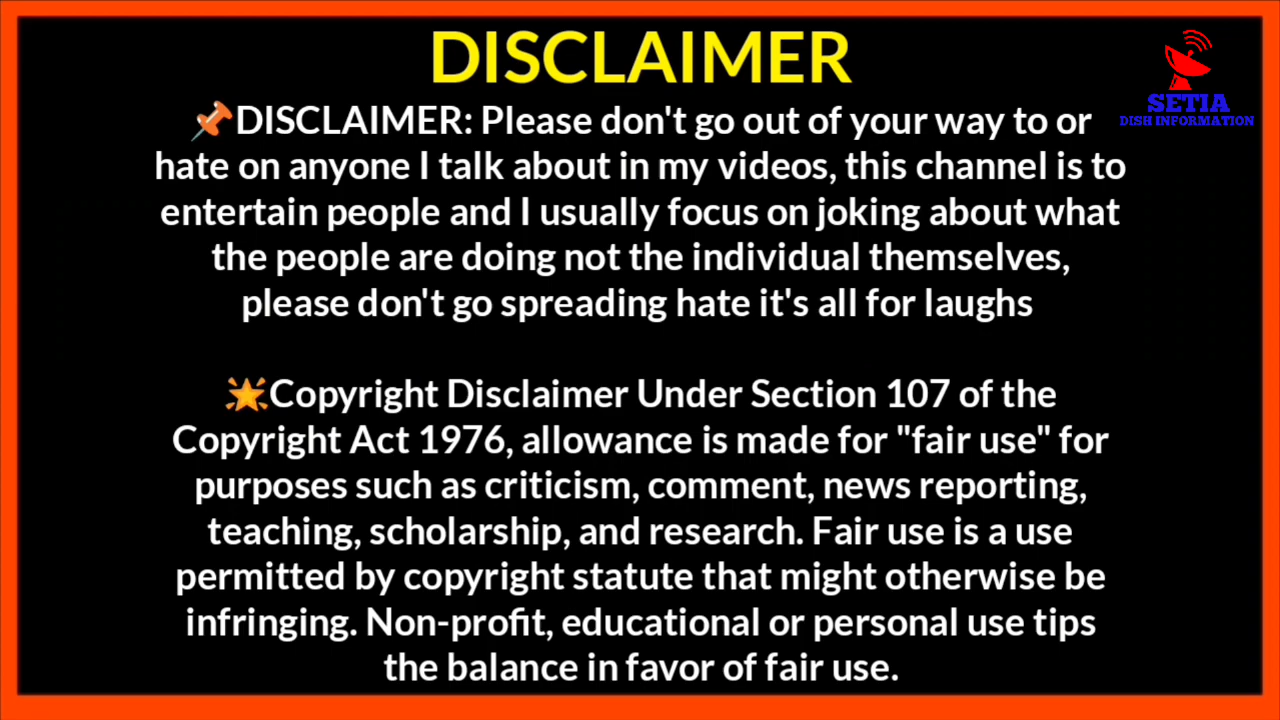 DISCLAIMER
SETIA
DISH INFORMATION
📌DISCLAIMER: Please don't go out of your way to or
hate on anyone I talk about in my videos, this channel is to
entertain people and I usually focus on joking about what
the people are doing not the individual themselves,
please don't go spreading hate it's all for laughs
🌟Copyright Disclaimer Under Section 107 of the
Copyright Act 1976, allowance is made for "fair use" for
purposes such as criticism, comment, news reporting,
teaching, scholarship, and research. Fair use is a use
permitted by copyright statute that might otherwise be
infringing. Non-profit, educational or personal use tips
the balance in favor of fair use.